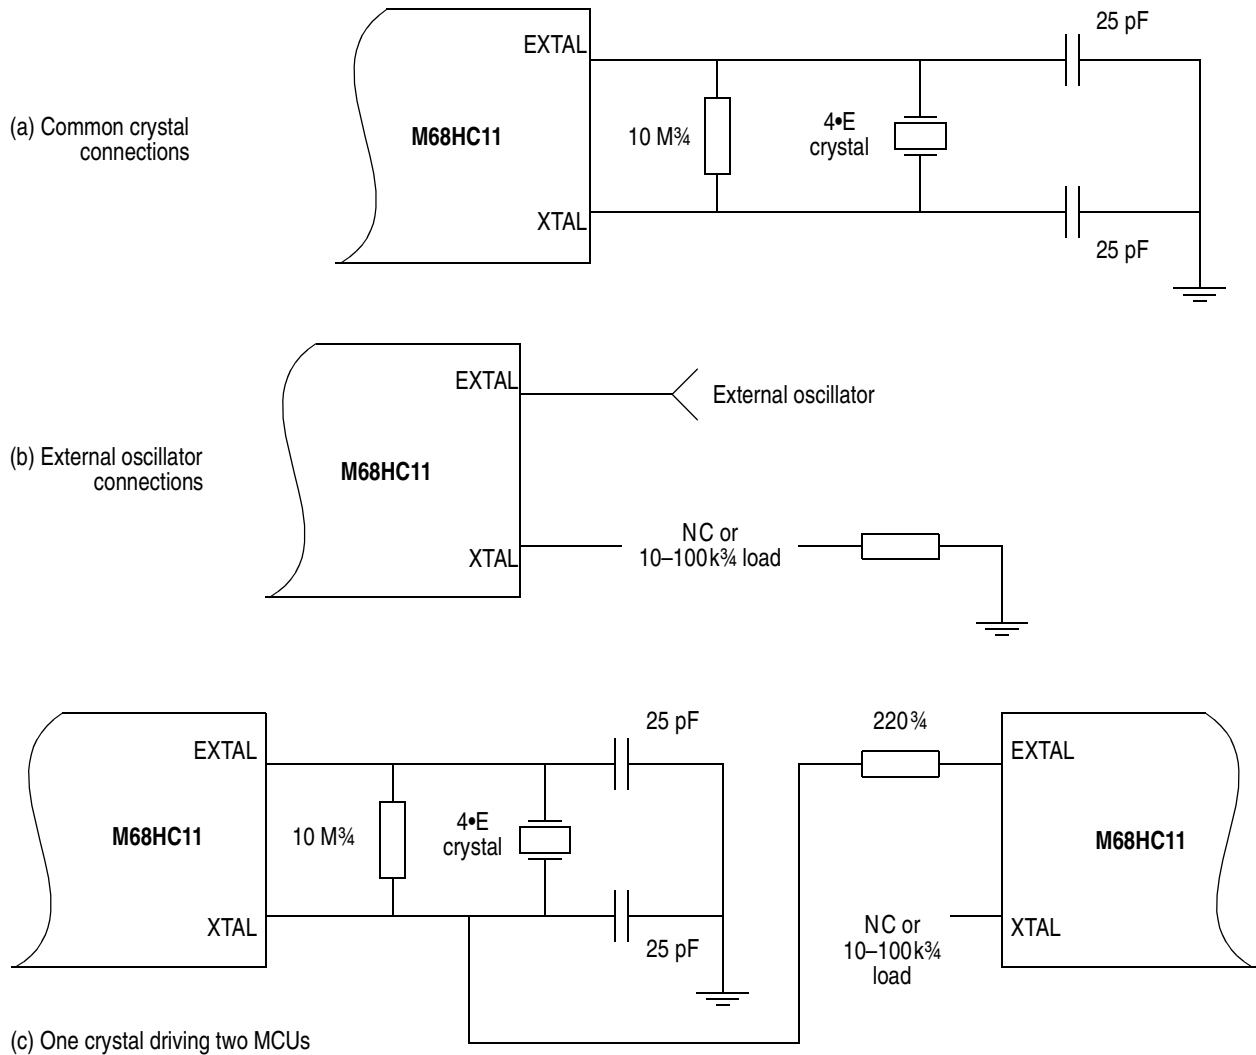 25 pF
EXTAL
(a) Common crystal
connections
M68HC11
10 M¾
4•E
crystal
XTAL
25 pF
EXTAL
External oscillator
(b) External oscillator
connections
M68HC11
NC or
10–100k¾ load
XTAL
25 pF
220¾
EXTAL
EXTAL
M68HC11
10 M¾
4•E
crystal
M68HC11
XTAL
25 pF
NC or
10–100k¾
load
XTAL
(c) One crystal driving two MCUs